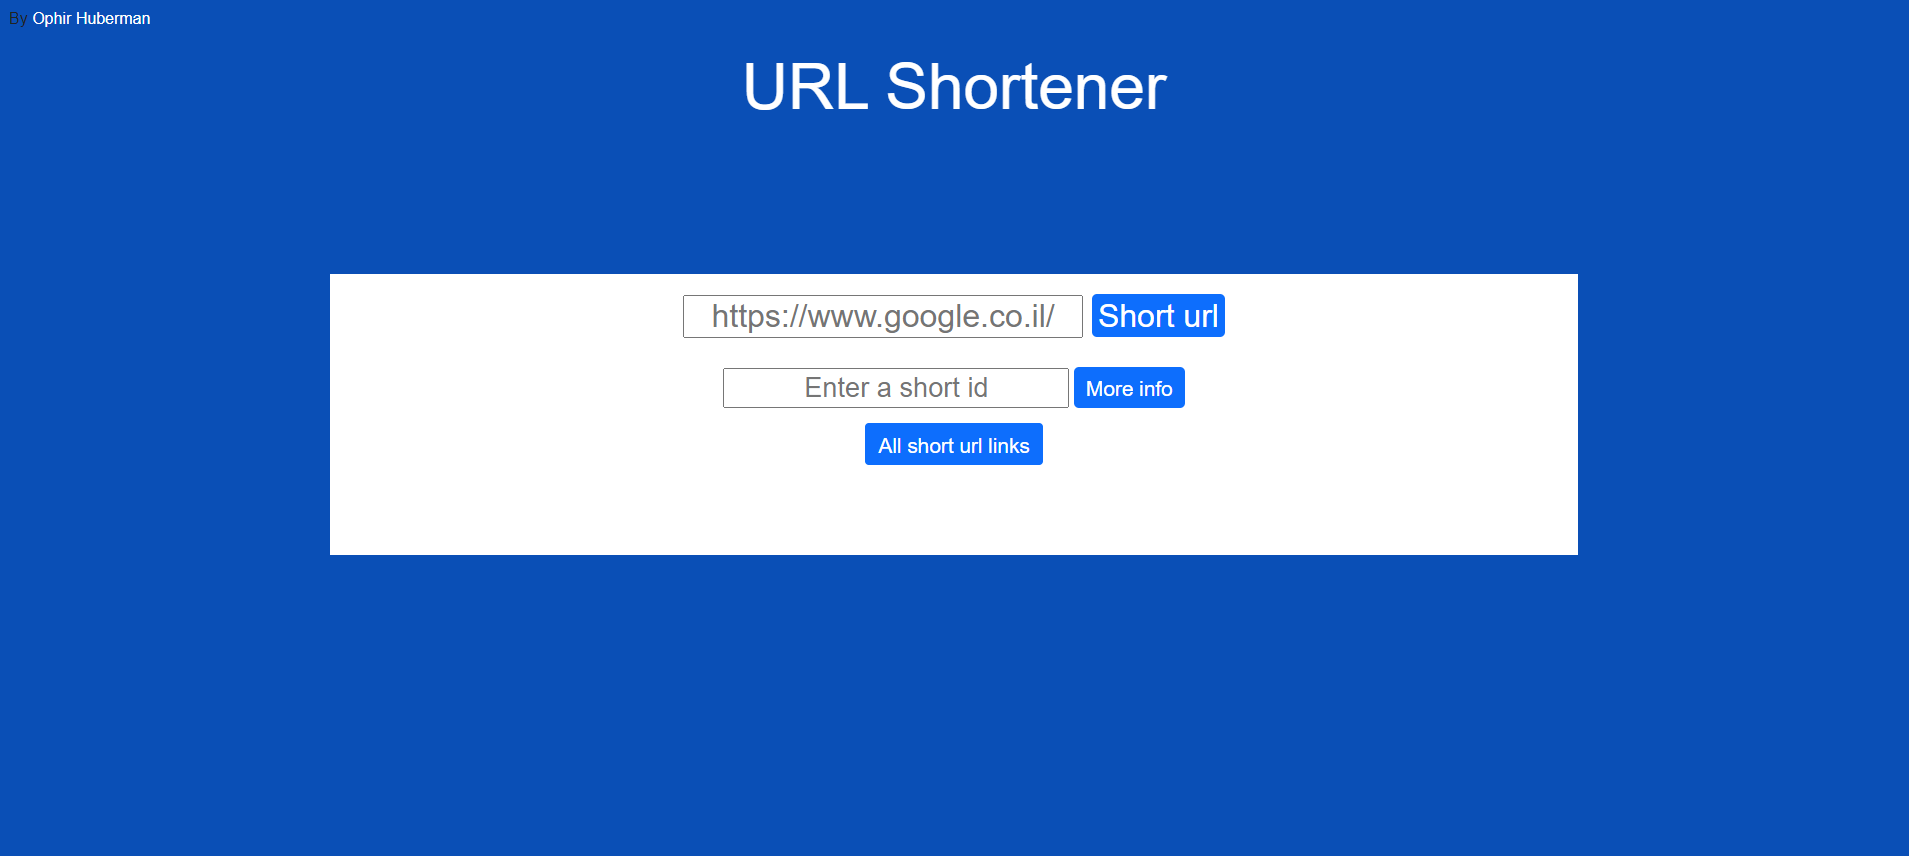 By Ophir Huberman
URL Shortener
https://www.google.co.il/ Short url
Enter a short id More info
All short url links